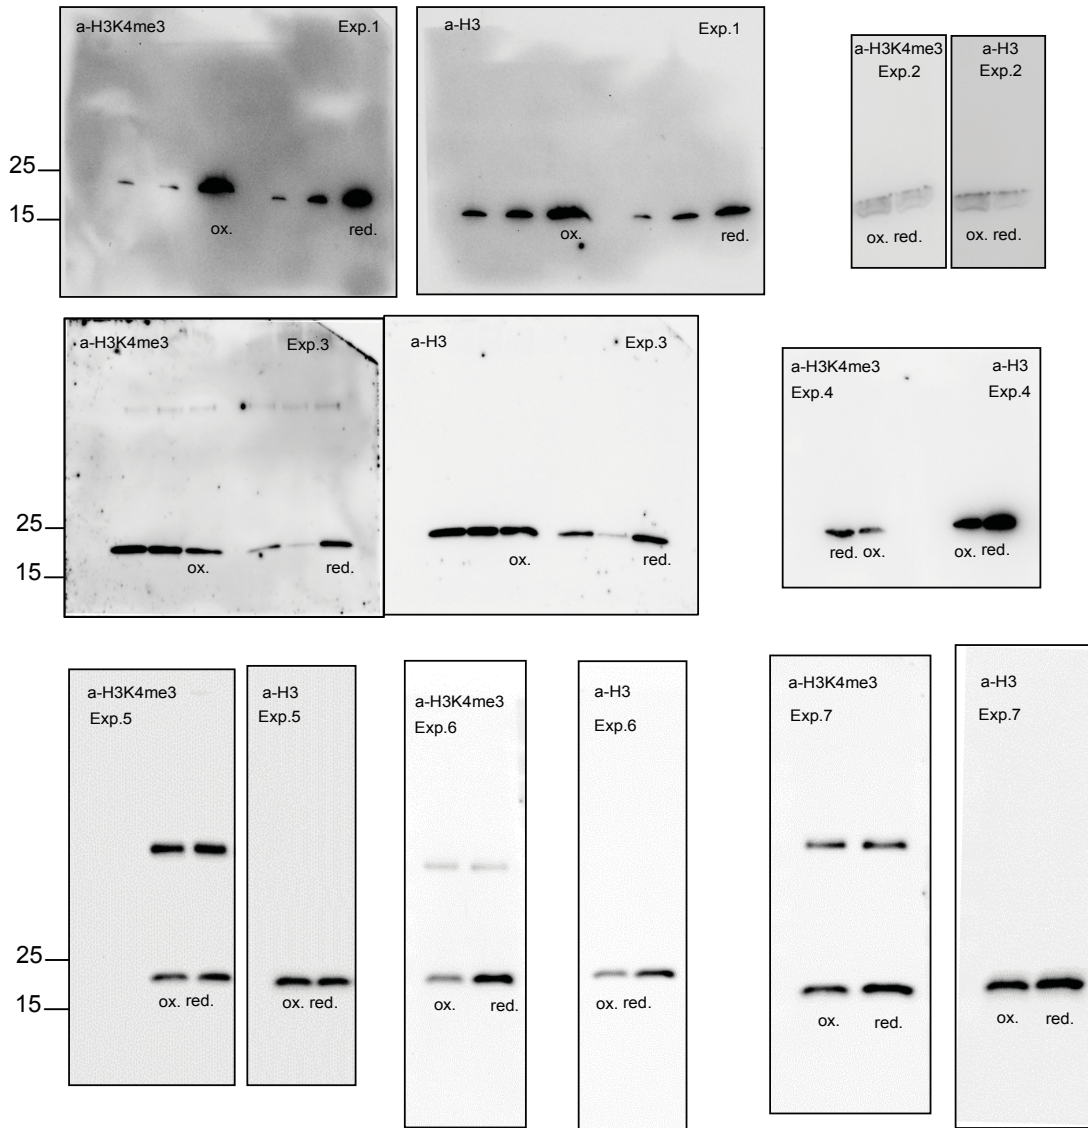 a-H3K4me3 Exp.1
25
15
ox. red.
a-H3 Exp.1
ox. red.
a-H3K4me3
Exp.2
ox. red.
a-H3
Exp.2
ox. red.
a-H3K4me3 Exp.3
25
15
ox. red.
a-H3 Exp.3
ox. red.
a-H3K4me3 a-H3
Exp.4 Exp.4
red. ox. ox. red.
a-H3K4me3
Exp.5
25
15
ox. red.
a-H3
Exp.5
ox. red.
a-H3K4me3
Exp.6
ox. red.
a-H3
Exp.6
ox. red.
a-H3K4me3
Exp.7
ox. red.
a-H3
Exp.7
ox. red.